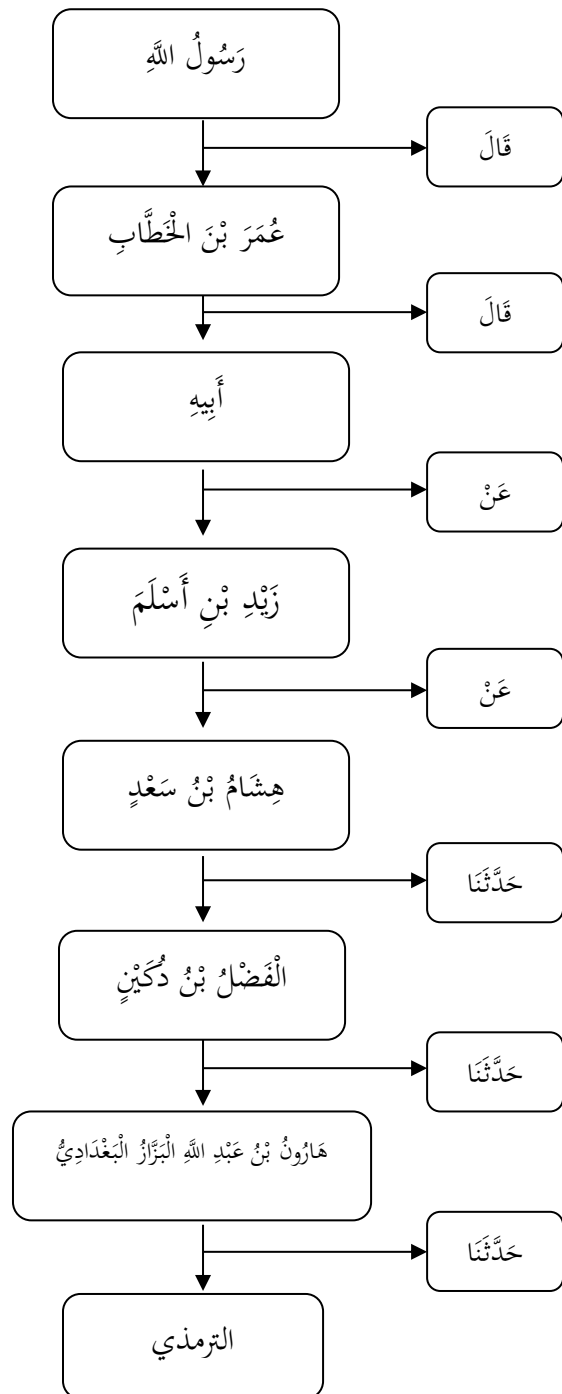 رَسُولُ اللَّهِ
قَالَ
عُمَرَ بْنَ الْخَطَّابِ
قَالَ
أَبِيهِ
عَنْ
زَيْدِ بْنِ أَسْلَمَ
عَنْ
هِشَامُ بْنُ سَعْدٍ
حَدَّثَنَا
الْفَضْلُ بْنُ دُكَيْنٍ
حَدَّثَنَا
هَارُونُ بْنُ عَبْدِ اللَّهِ الْبَزَّازُ الْبَغْدَادِيُّ
حَدَّثَنَا
الترمذي